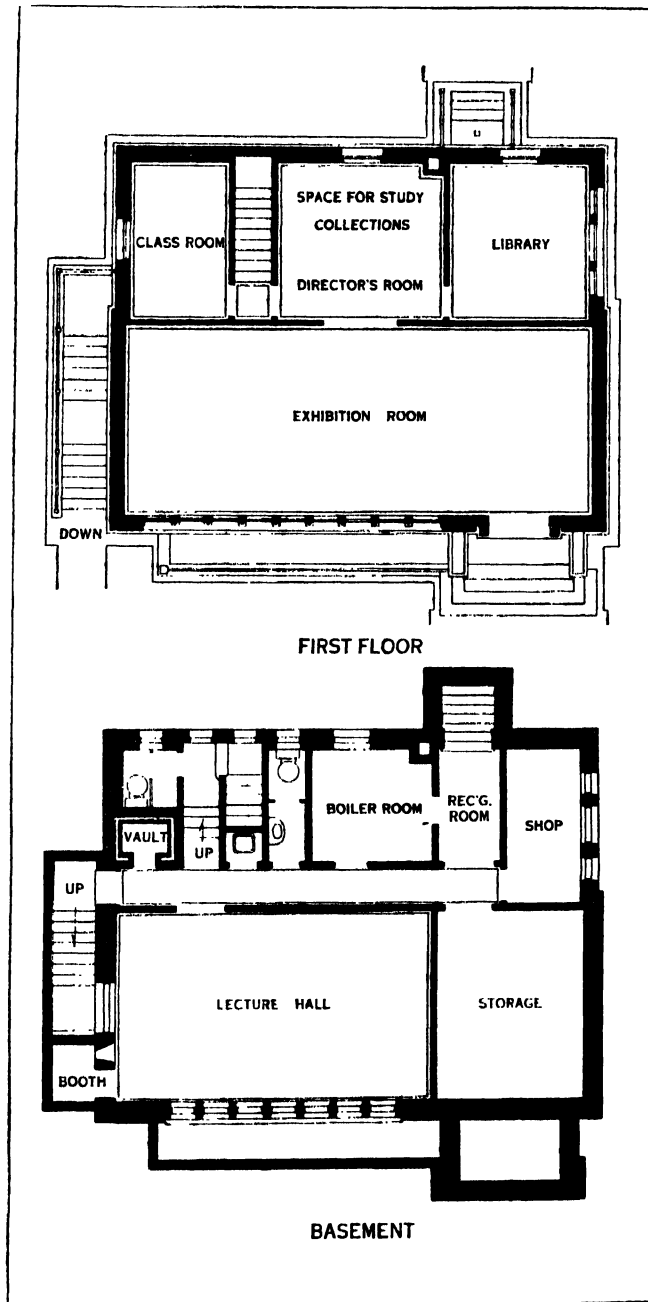 SPACE FOR STUDY
COLLECTIONS
CLASS ROOM
LIBRARY
DIRECTOR'S ROOM
EXHIBITION ROOM
DOWN
FIRST FLOOR
BOILER ROOM
REC'G.
ROOM
SHOP
VAULT
UP
UP
LECTURE HALL
STORAGE
BOOTH
BASEMENT